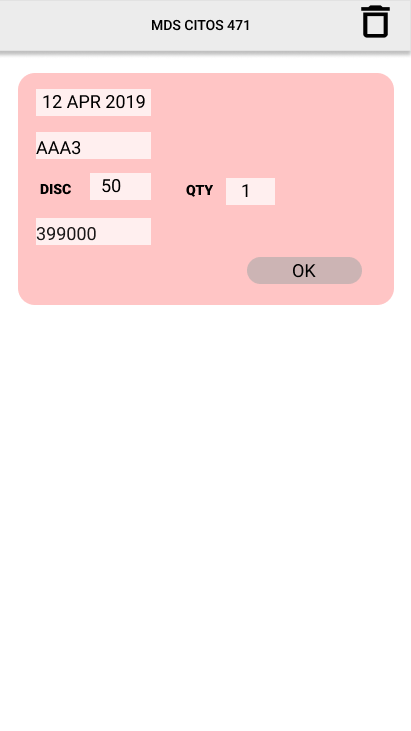 MDS CITOS 471
12 APR 2019
AAA3
DISC 50 QTY 1
399000
OK